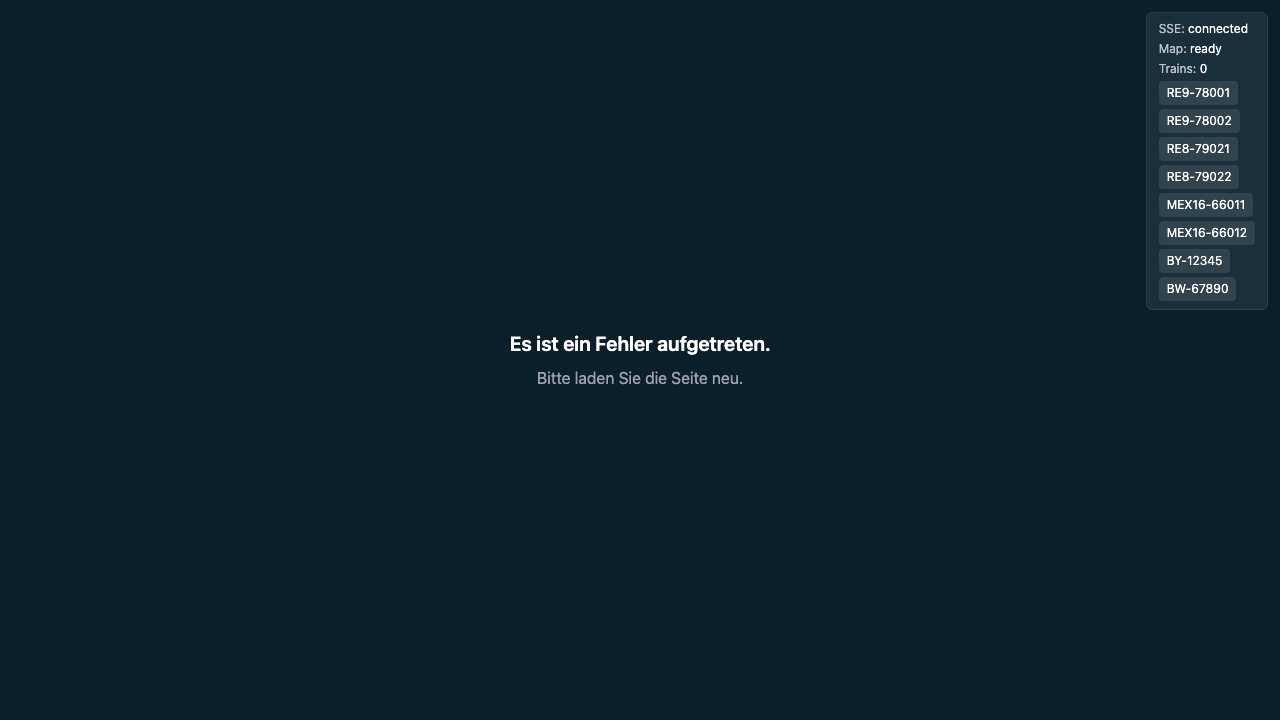 SSE: connected
Map: ready
Trains: 0
RE9-78001
RE9-78002
RE8-79021
RE8-79022
MEX16-66011
MEX16-66012
BY-12345
BW-67890
Es ist ein Fehler aufgetreten.
Bitte laden Sie die Seite neu.